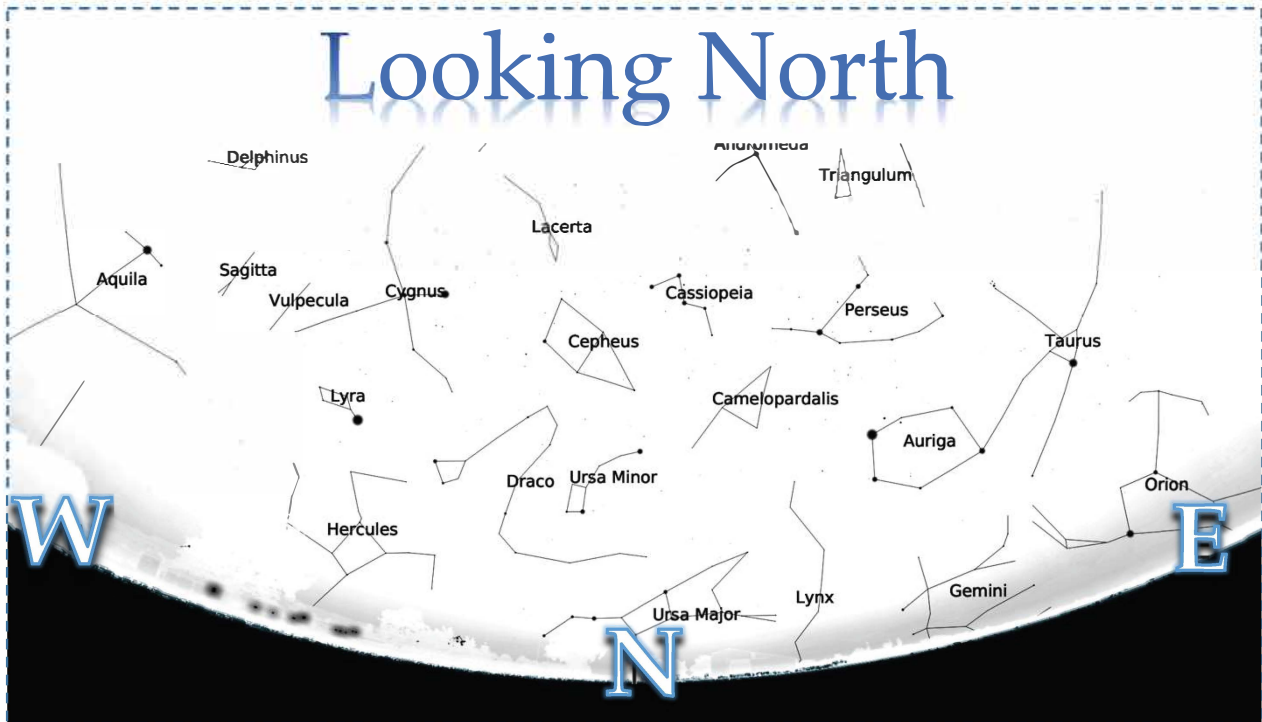 Looking North
Andromeda
Delphinus
Triangulum
Lacerta
Aquila
Sagitta
Vulpecula
Cygnus
Cassiopeia
Perseus
Cepheus
Taurus
Lyra
Camelopardalis
Auriga
Draco
Ursa Minor
Orion
Hercules
W
E
Gemini
Lynx
Ursa Major
N